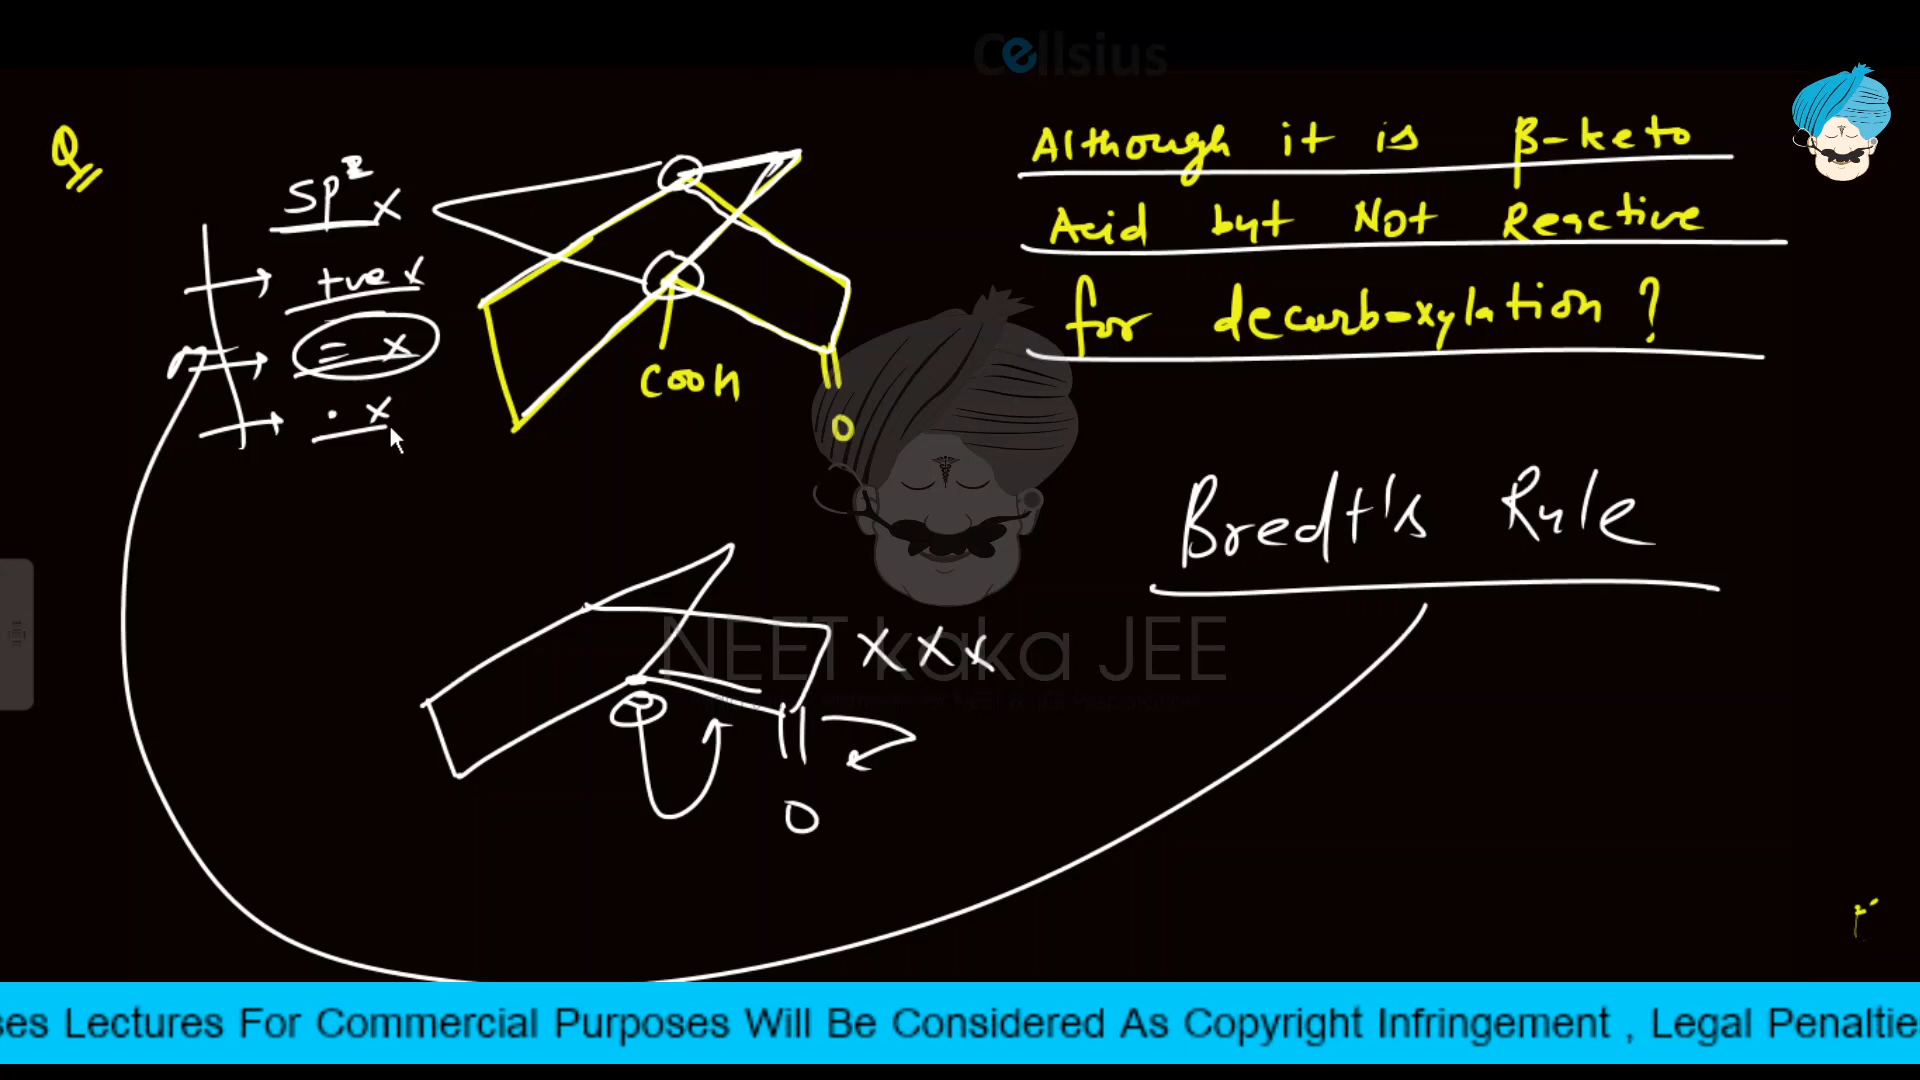 Cellsius
Q
Although it is β-keto
Acid byt Not Reactive
for decarboxylation ?
sp² x
+ve x
= x
. x
COOH
O
Bredt's Rule
NEET kaka JEE
x x x
O
ses Lectures For Commercial Purposes Will Be Considered As Copyright Infringement , Legal Penaltie